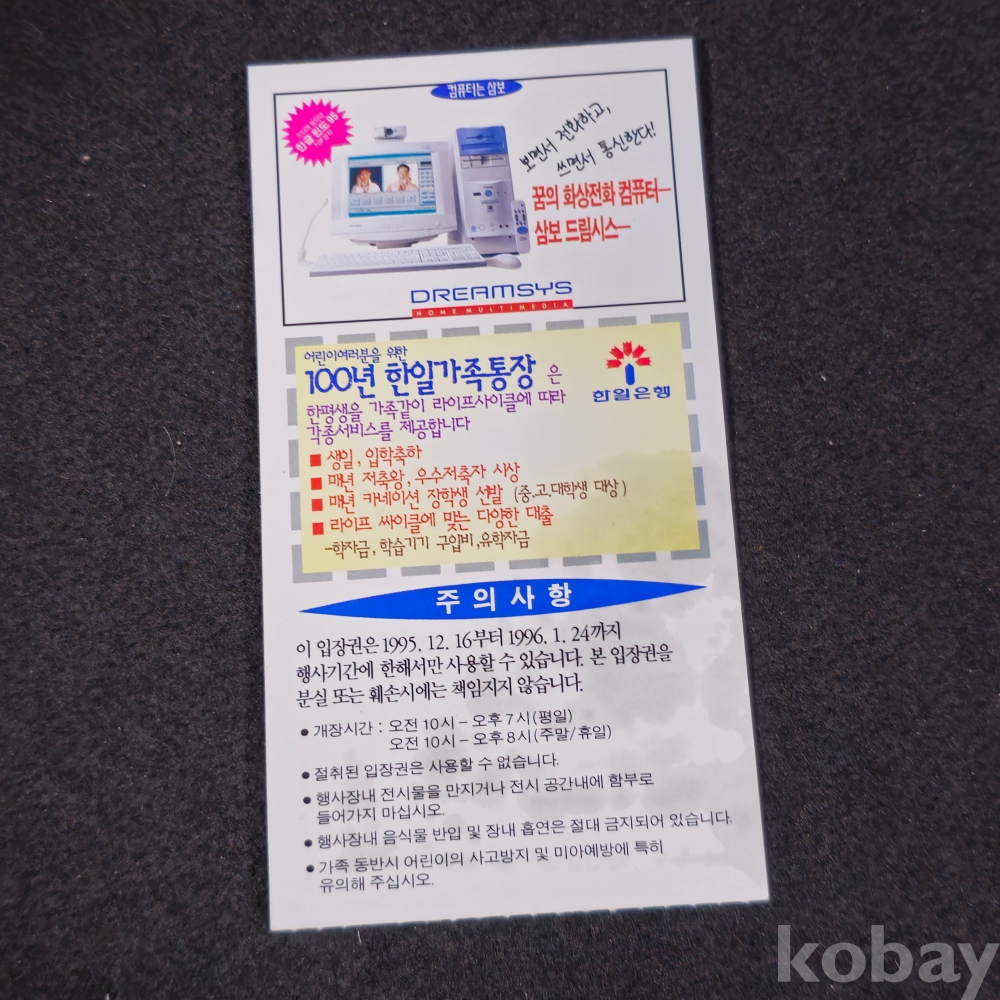 컴퓨터는 삼보
한글 윈도 95
보면서 전화하고,
쓰면서 통신한다!
꿈의 화상전화 컴퓨터—
삼보 드림시스—
DREAMSYS
HOME MULTIMEDIA
어린이여러분을 위한
100년 한일가족통장 은
한평생을 가족같이 라이프사이클에 따라
각종서비스를 제공합니다
한일은행
■ 생일, 입학축하
■ 매년 저축왕, 우수저축자 시상
■ 매년 카네이션 장학생 선발 (중.고.대학생 대상)
■ 라이프 싸이클에 맞는 다양한 대출
-학자금, 학습기기 구입비,유학자금
주의사항
이 입장권은 1995. 12. 16부터 1996. 1. 24까지
행사기간에 한해서만 사용할 수 있습니다. 본 입장권을
분실 또는 훼손시에는 책임지지 않습니다.
● 개장시간 : 오전 10시 – 오후 7시(평일)
오전 10시 – 오후 8시(주말/휴일)
● 절취된 입장권은 사용할 수 없습니다.
● 행사장내 전시물을 만지거나 전시 공간내에 함부로
들어가지 마십시오.
● 행사장내 음식물 반입 및 장내 흡연은 절대 금지되어 있습니다.
● 가족 동반시 어린이의 사고방지 및 미아예방에 특히
유의해 주십시오.
kobay